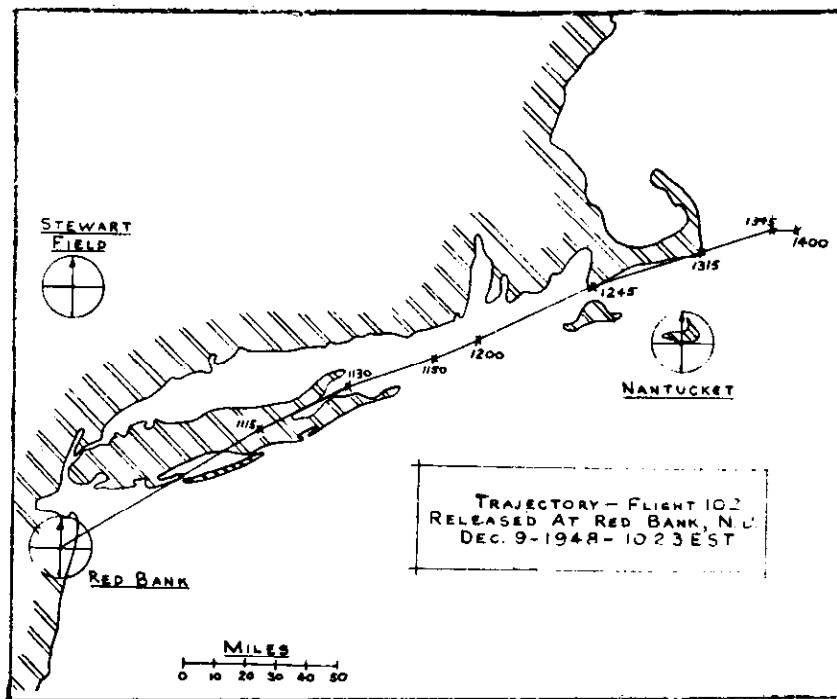 STEWART
FIELD
1345
1400
1315
1245
1200
1150
1130
1115
NANTUCKET
TRAJECTORY - FLIGHT 102
RELEASED AT RED BANK, N.J.
DEC. 9-1948-1023 EST
RED BANK
MILES
0 10 20 30 40 50